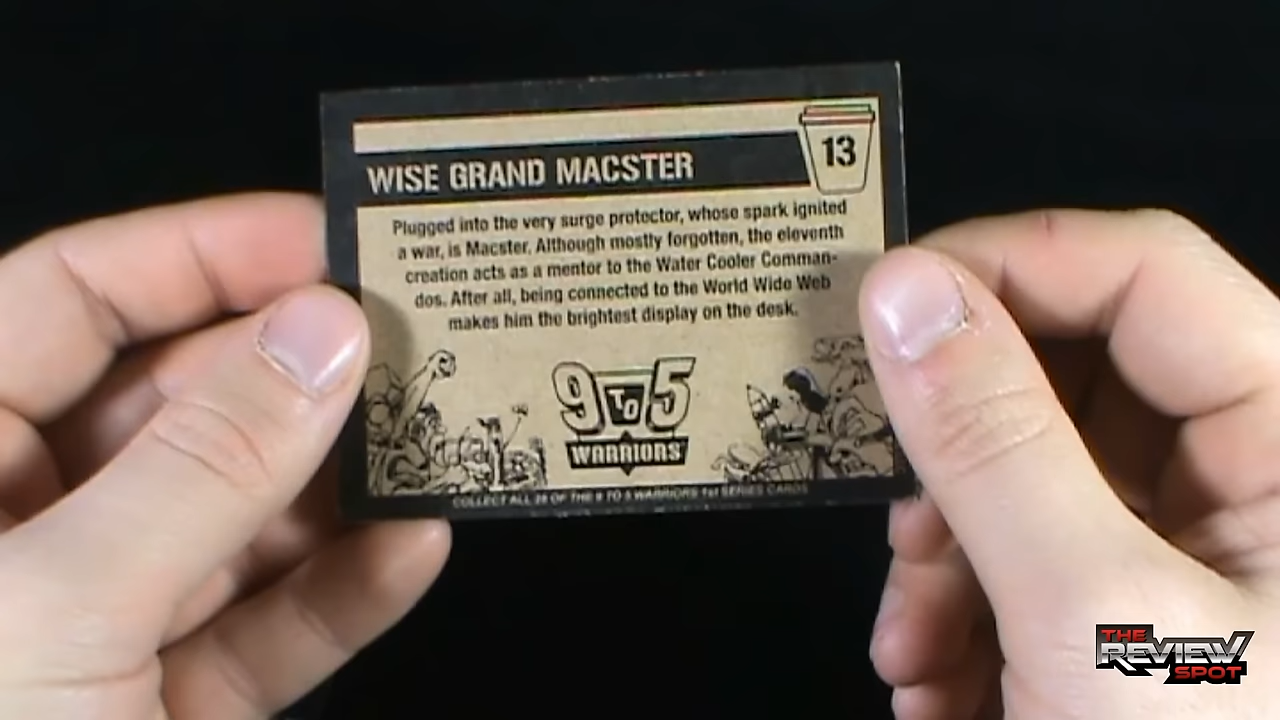 WISE GRAND MACSTER
13
Plugged into the very surge protector, whose spark ignited
a war, is Macster. Although mostly forgotten, the eleventh
creation acts as a mentor to the Water Cooler Comman-
dos. After all, being connected to the World Wide Web
makes him the brightest display on the desk.
9 TO 5
WARRIORS
COLLECT ALL OF THE 9 TO 5 WARRIORS 1st SERIES CARDS
THE
REVIEW
SPOT